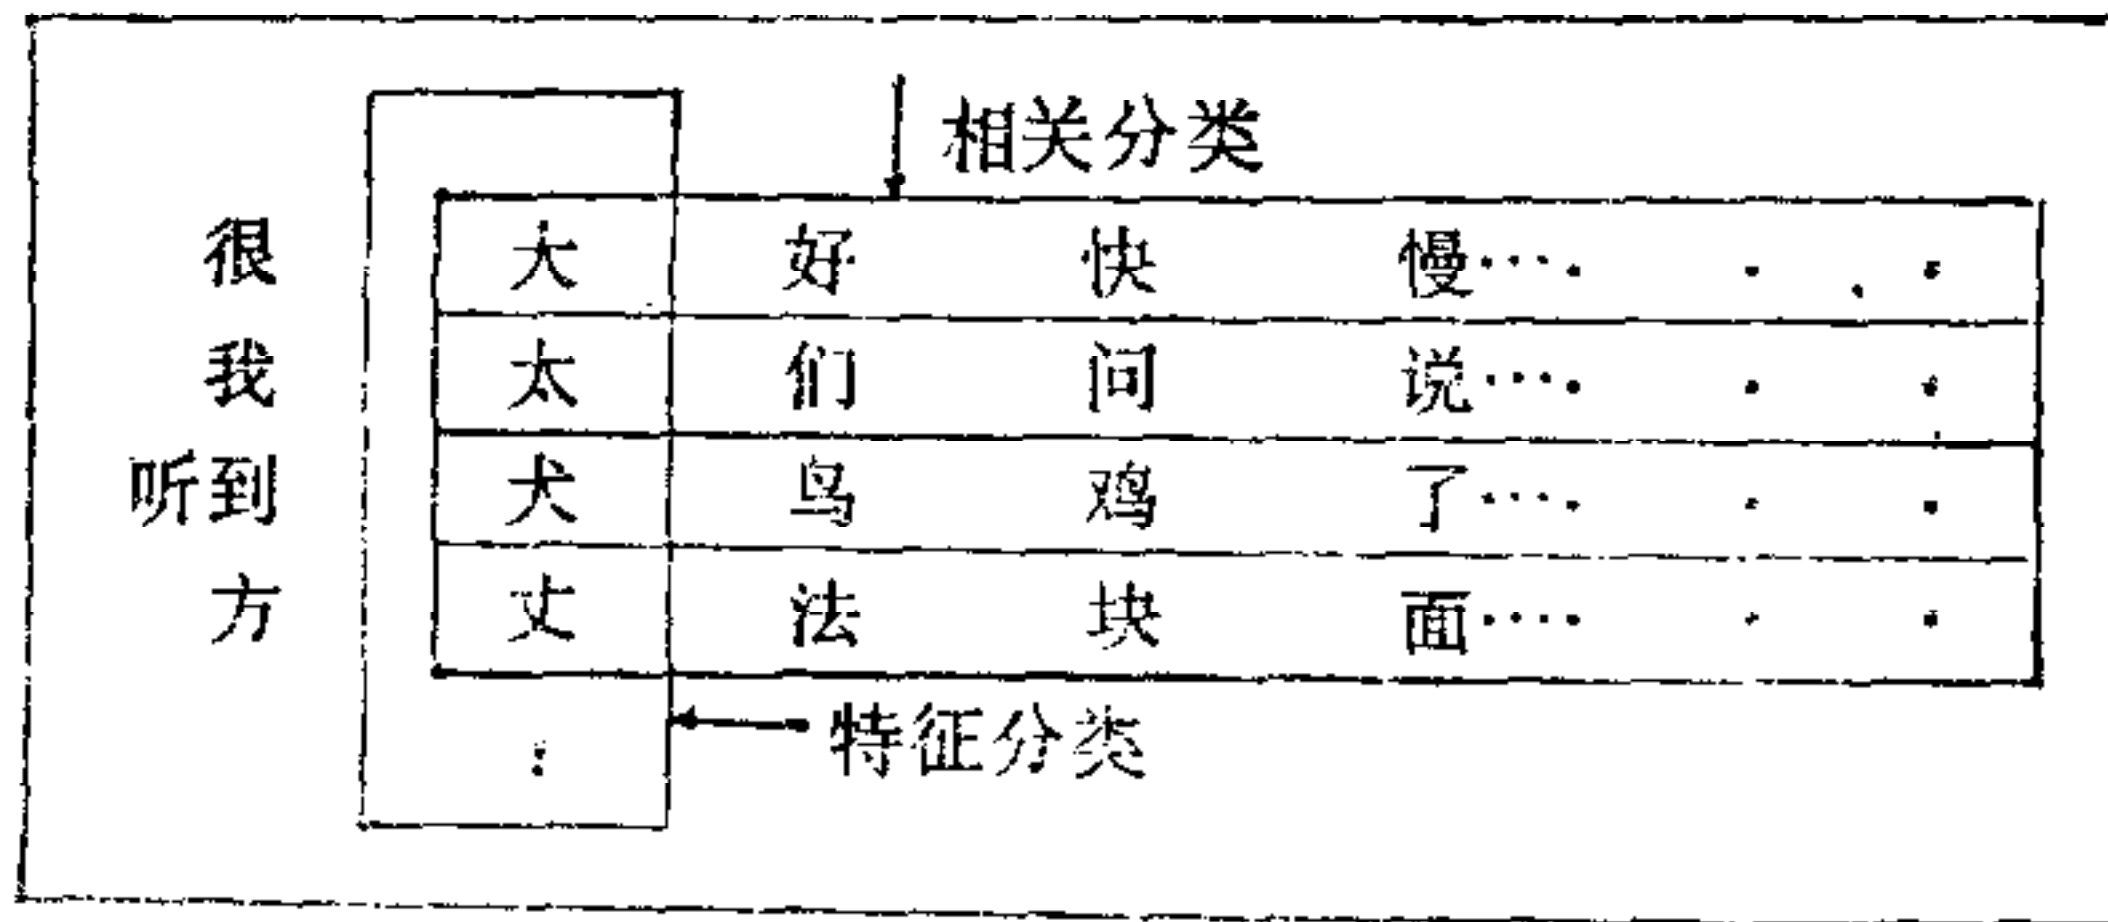 相关分类
很 大 好 快 慢…. . . .
我 太 们 问 说…. . .
听到 犬 鸟 鸡 了…. . .
方 丈 法 块 面…. . .
⋮ 特征分类